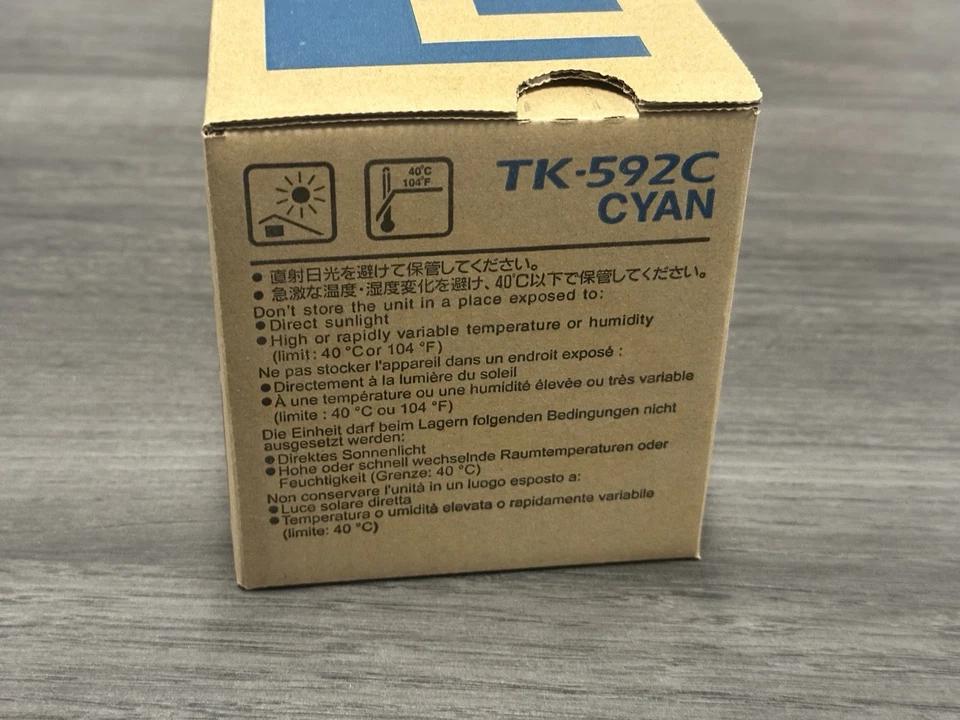 40°C
104°F
TK-592C
CYAN
● 直射日光を避けて保管してください。
● 急激な温度・湿度変化を避け、40℃以下で保管してください。
Don't store the unit in a place exposed to:
●Direct sunlight
●High or rapidly variable temperature or humidity
(limit: 40 °C or 104 °F)
Ne pas stocker l'appareil dans un endroit exposé :
●Directement à la lumière du soleil
●À une température ou une humidité élevée ou très variable
(limite : 40 °C ou 104 °F)
Die Einheit darf beim Lagern folgenden Bedingungen nicht
ausgesetzt werden:
●Direktes Sonnenlicht
●Hohe oder schnell wechselnde Raumtemperaturen oder
Feuchtigkeit (Grenze: 40 °C)
Non conservare l'unità in un luogo esposto a:
●Luce solare diretta
●Temperatura o umidità elevata o rapidamente variabile
(limite: 40 °C)